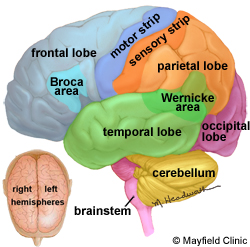 motor strip
sensory strip
frontal lobe
parietal lobe
Broca
area
Wernicke
area
temporal lobe
occipital
lobe
cerebellum
right left
hemispheres
brainstem
© Mayfield Clinic